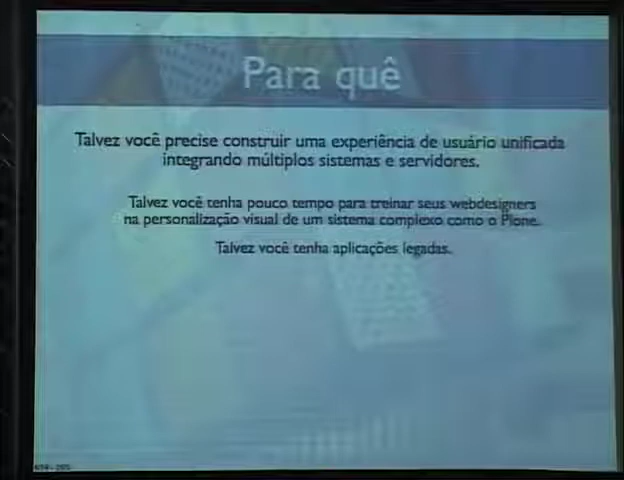 Para quê
Talvez você precise construir uma experiência de usuário unificada
integrando múltiplos sistemas e servidores.
Talvez você tenha pouco tempo para treinar seus webdesigners
na personalização visual de um sistema complexo como o Plone.
Talvez você tenha aplicações legadas.